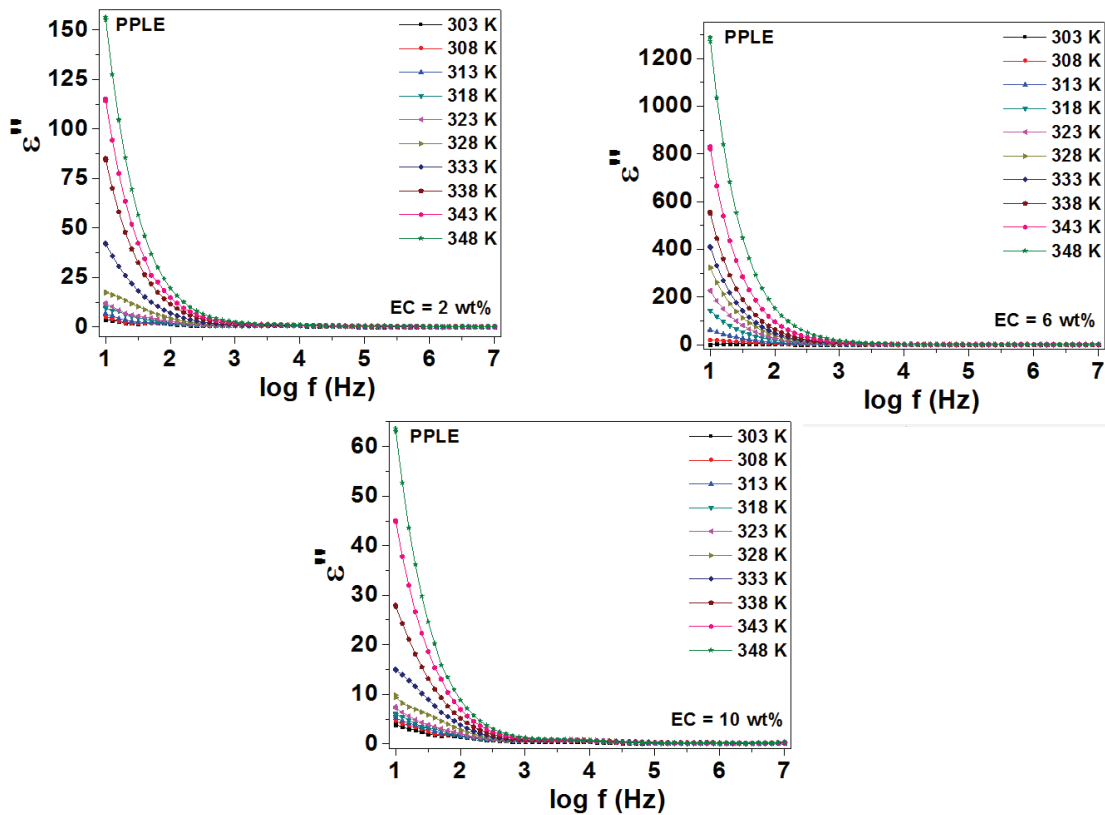 PPLE
303 K
308 K
313 K
318 K
323 K
328 K
333 K
338 K
343 K
348 K
150
125
100
75
50
25
0
ε"
EC = 2 wt%
1 2 3 4 5 6 7
log f (Hz)
PPLE
303 K
308 K
313 K
318 K
323 K
328 K
333 K
338 K
343 K
348 K
1200
1000
800
600
400
200
0
ε"
EC = 6 wt%
1 2 3 4 5 6 7
log f (Hz)
PPLE
303 K
308 K
313 K
318 K
323 K
328 K
333 K
338 K
343 K
348 K
60
50
40
30
20
10
0
ε"
EC = 10 wt%
1 2 3 4 5 6 7
log f (Hz)